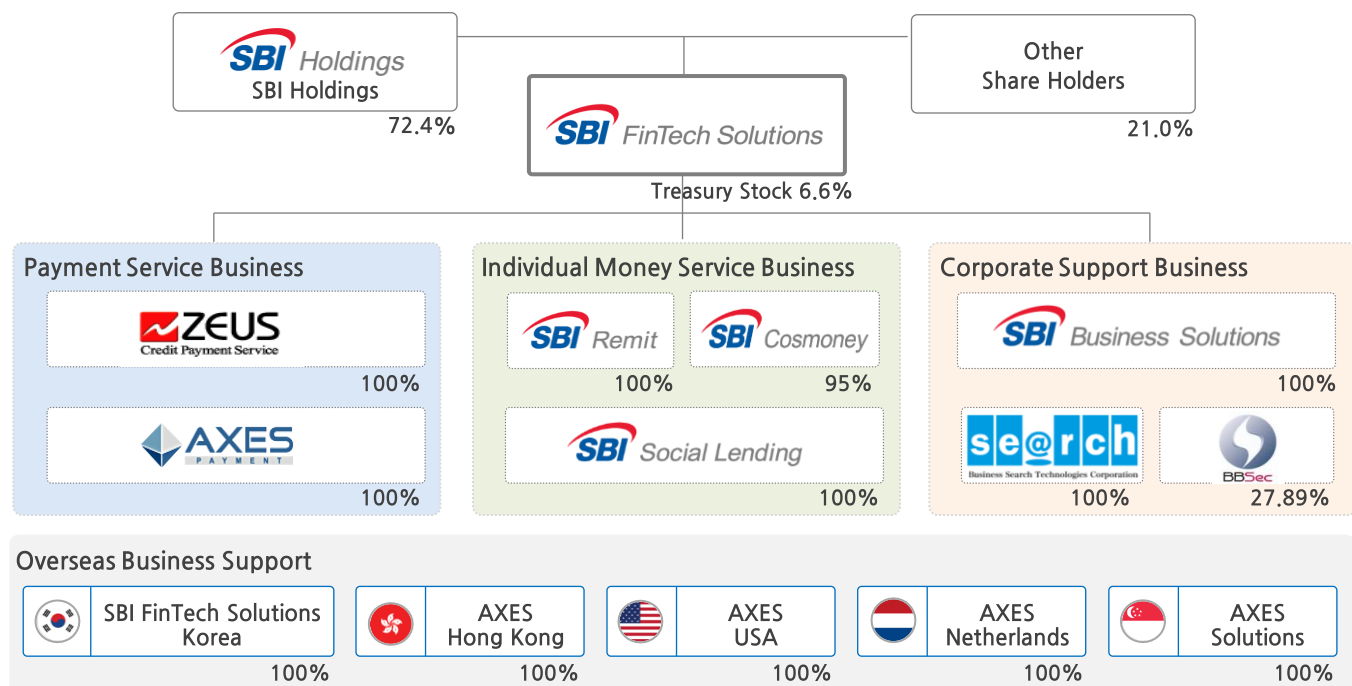 SBI Holdings
SBI Holdings
72.4%
SBI FinTech Solutions
Other
Share Holders
21.0%
Treasury Stock 6.6%
Payment Service Business
ZEUS
Credit Payment Service
100%
AXES
PAYMENT
100%
Individual Money Service Business
SBI Remit
100%
SBI Cosmoney
95%
SBI Social Lending
100%
Corporate Support Business
SBI Business Solutions
100%
se@rch
Business Search Technologies Corporation
100%
BBSec
27.89%
Overseas Business Support
SBI FinTech Solutions
Korea
100%
AXES
Hong Kong
100%
AXES
USA
100%
AXES
Netherlands
100%
AXES
Solutions
100%